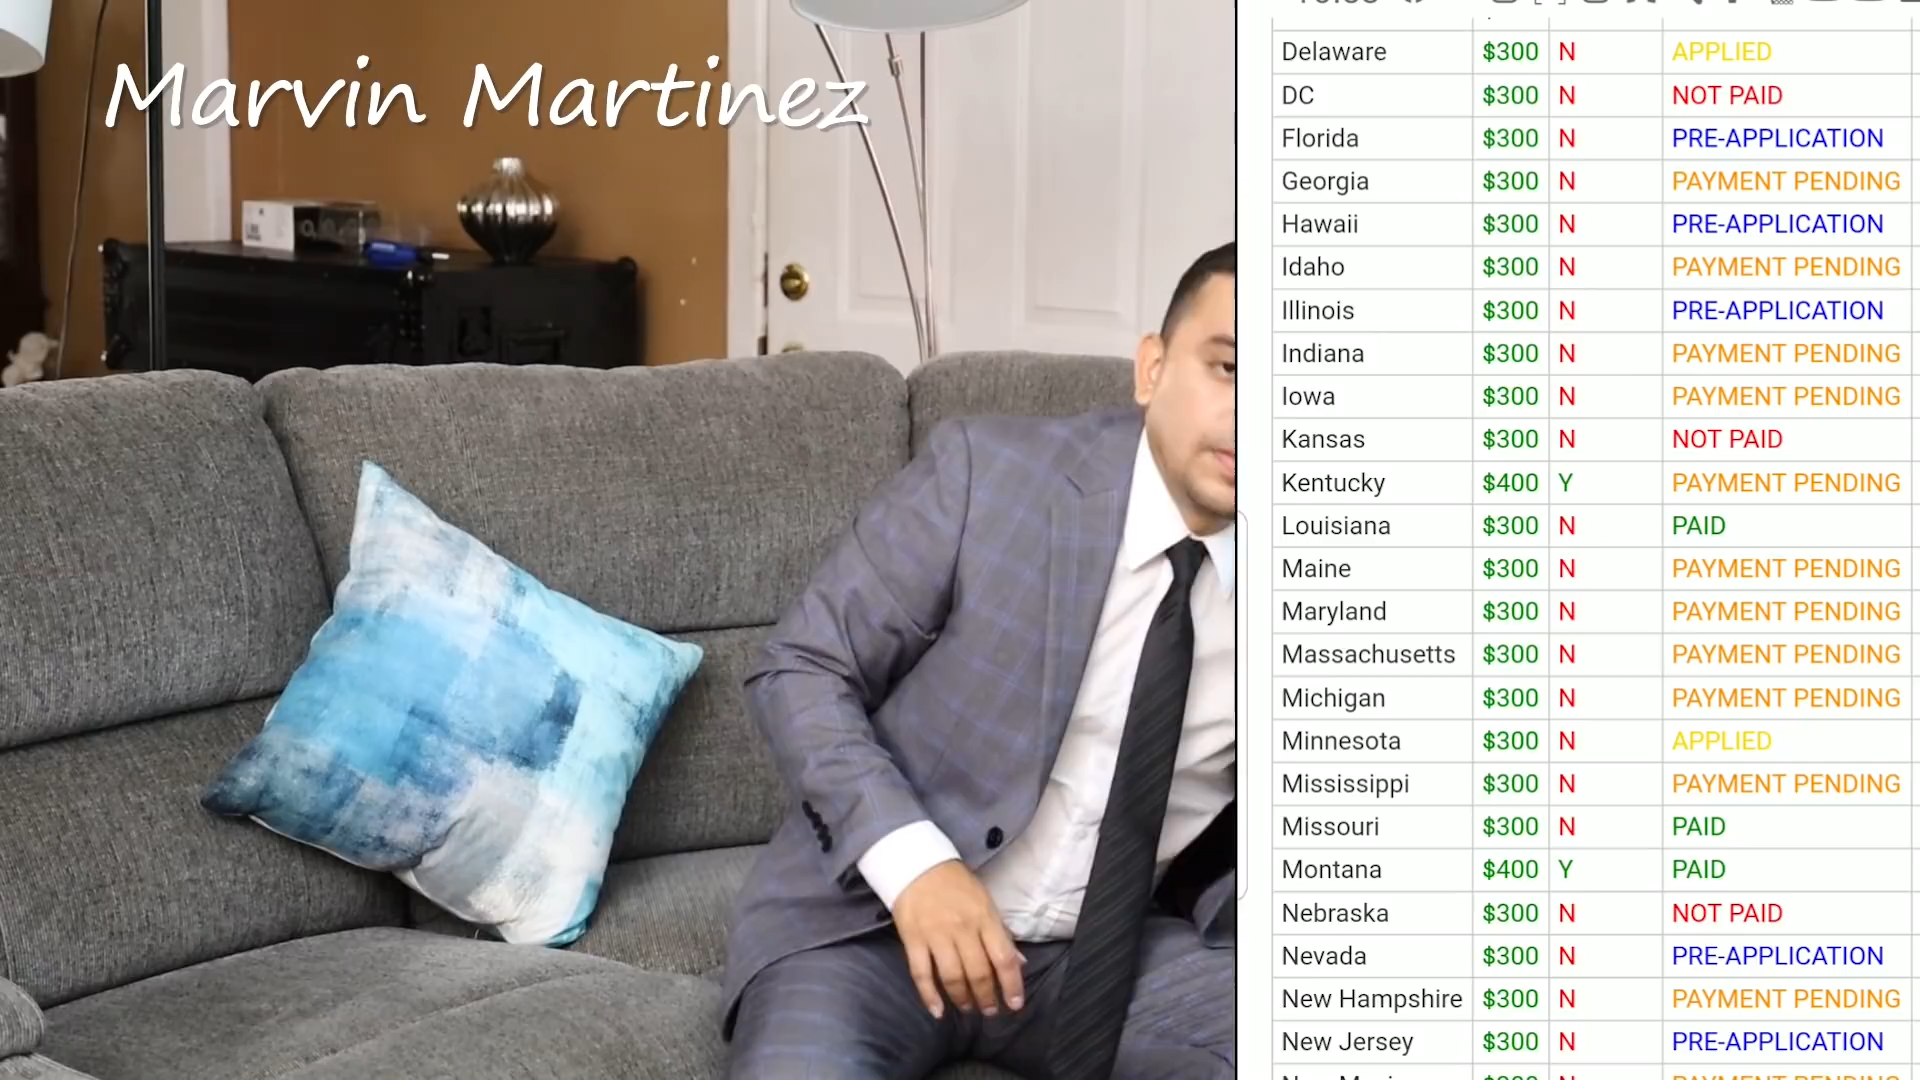 Marvin Martinez
Delaware $300 N APPLIED
DC $300 N NOT PAID
Florida $300 N PRE-APPLICATION
Georgia $300 N PAYMENT PENDING
Hawaii $300 N PRE-APPLICATION
Idaho $300 N PAYMENT PENDING
Illinois $300 N PRE-APPLICATION
Indiana $300 N PAYMENT PENDING
Iowa $300 N PAYMENT PENDING
Kansas $300 N NOT PAID
Kentucky $400 Y PAYMENT PENDING
Louisiana $300 N PAID
Maine $300 N PAYMENT PENDING
Maryland $300 N PAYMENT PENDING
Massachusetts $300 N PAYMENT PENDING
Michigan $300 N PAYMENT PENDING
Minnesota $300 N APPLIED
Mississippi $300 N PAYMENT PENDING
Missouri $300 N PAID
Montana $400 Y PAID
Nebraska $300 N NOT PAID
Nevada $300 N PRE-APPLICATION
New Hampshire $300 N PAYMENT PENDING
New Jersey $300 N PRE-APPLICATION